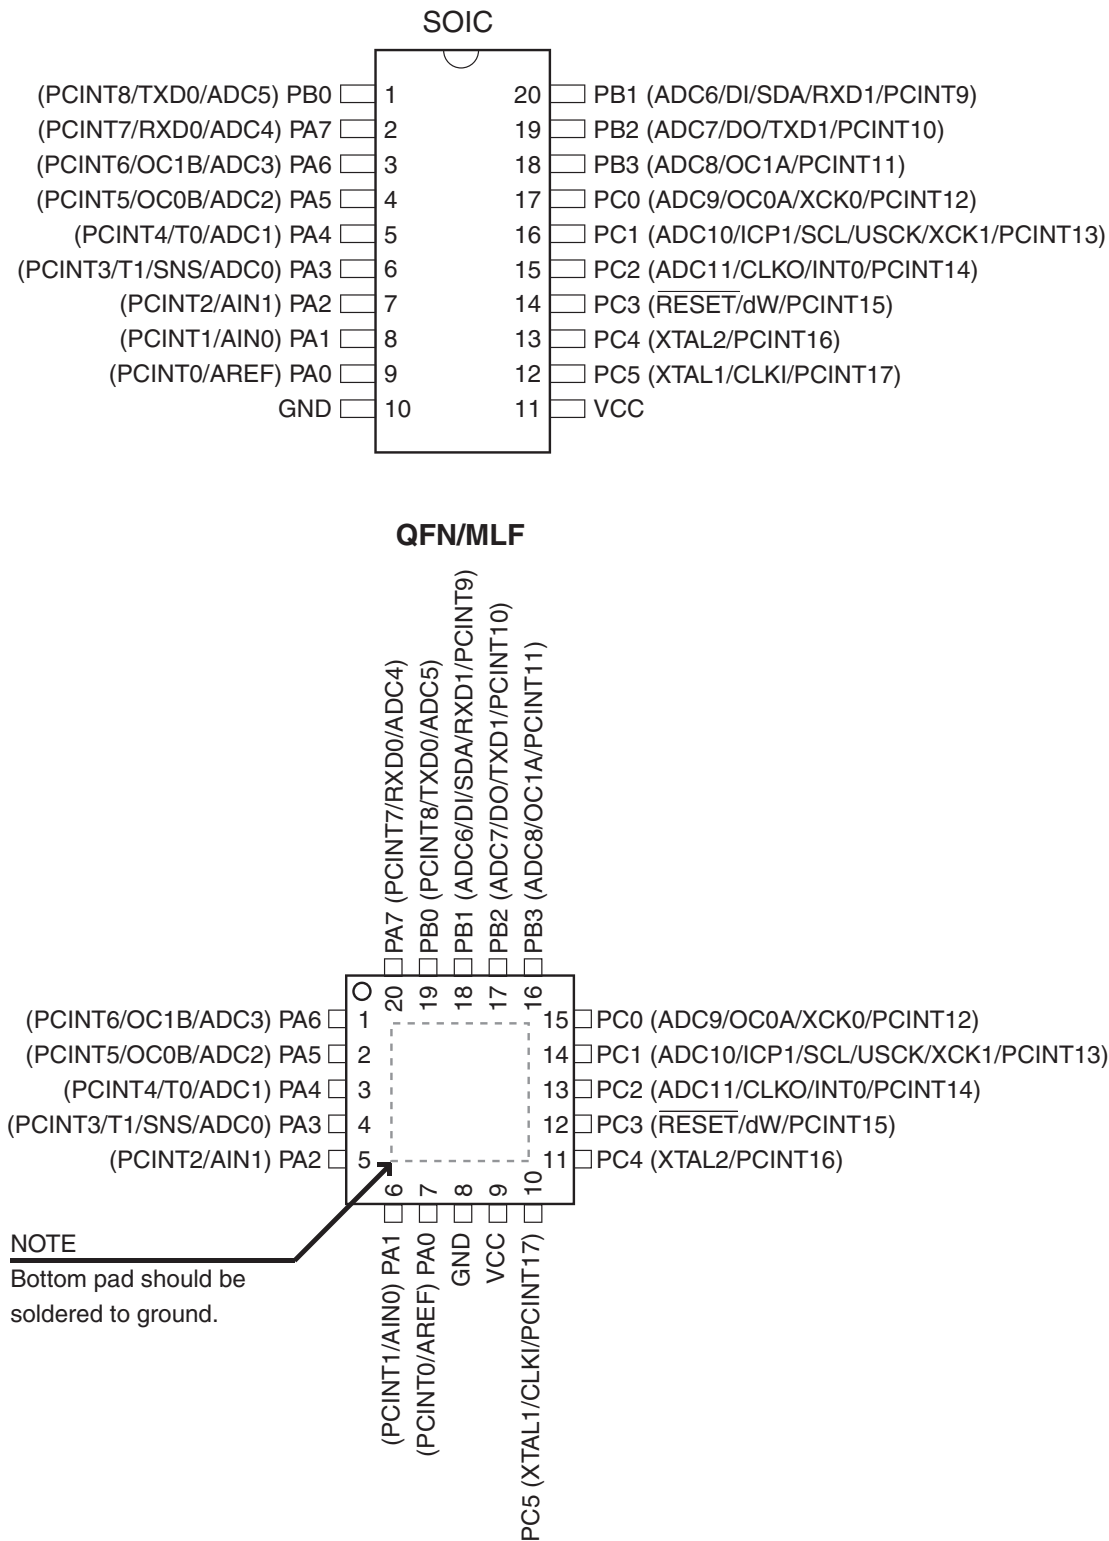 SOIC
(PCINT8/TXD0/ADC5) PB0 1 20 PB1 (ADC6/DI/SDA/RXD1/PCINT9)
(PCINT7/RXD0/ADC4) PA7 2 19 PB2 (ADC7/DO/TXD1/PCINT10)
(PCINT6/OC1B/ADC3) PA6 3 18 PB3 (ADC8/OC1A/PCINT11)
(PCINT5/OC0B/ADC2) PA5 4 17 PC0 (ADC9/OC0A/XCK0/PCINT12)
(PCINT4/T0/ADC1) PA4 5 16 PC1 (ADC10/ICP1/SCL/USCK/XCK1/PCINT13)
(PCINT3/T1/SNS/ADC0) PA3 6 15 PC2 (ADC11/CLKO/INT0/PCINT14)
(PCINT2/AIN1) PA2 7 14 PC3 (RESET/dW/PCINT15)
(PCINT1/AIN0) PA1 8 13 PC4 (XTAL2/PCINT16)
(PCINT0/AREF) PA0 9 12 PC5 (XTAL1/CLKI/PCINT17)
GND 10 11 VCC
QFN/MLF
20 PA7 (PCINT7/RXD0/ADC4)
19 PB0 (PCINT8/TXD0/ADC5)
18 PB1 (ADC6/DI/SDA/RXD1/PCINT9)
17 PB2 (ADC7/DO/TXD1/PCINT10)
16 PB3 (ADC8/OC1A/PCINT11)
(PCINT6/OC1B/ADC3) PA6 1 15 PC0 (ADC9/OC0A/XCK0/PCINT12)
(PCINT5/OC0B/ADC2) PA5 2 14 PC1 (ADC10/ICP1/SCL/USCK/XCK1/PCINT13)
(PCINT4/T0/ADC1) PA4 3 13 PC2 (ADC11/CLKO/INT0/PCINT14)
(PCINT3/T1/SNS/ADC0) PA3 4 12 PC3 (RESET/dW/PCINT15)
(PCINT2/AIN1) PA2 5 11 PC4 (XTAL2/PCINT16)
(PCINT1/AIN0) PA1 6
(PCINT0/AREF) PA0 7
GND 8
VCC 9
PC5 (XTAL1/CLKI/PCINT17) 10
NOTE
Bottom pad should be
soldered to ground.